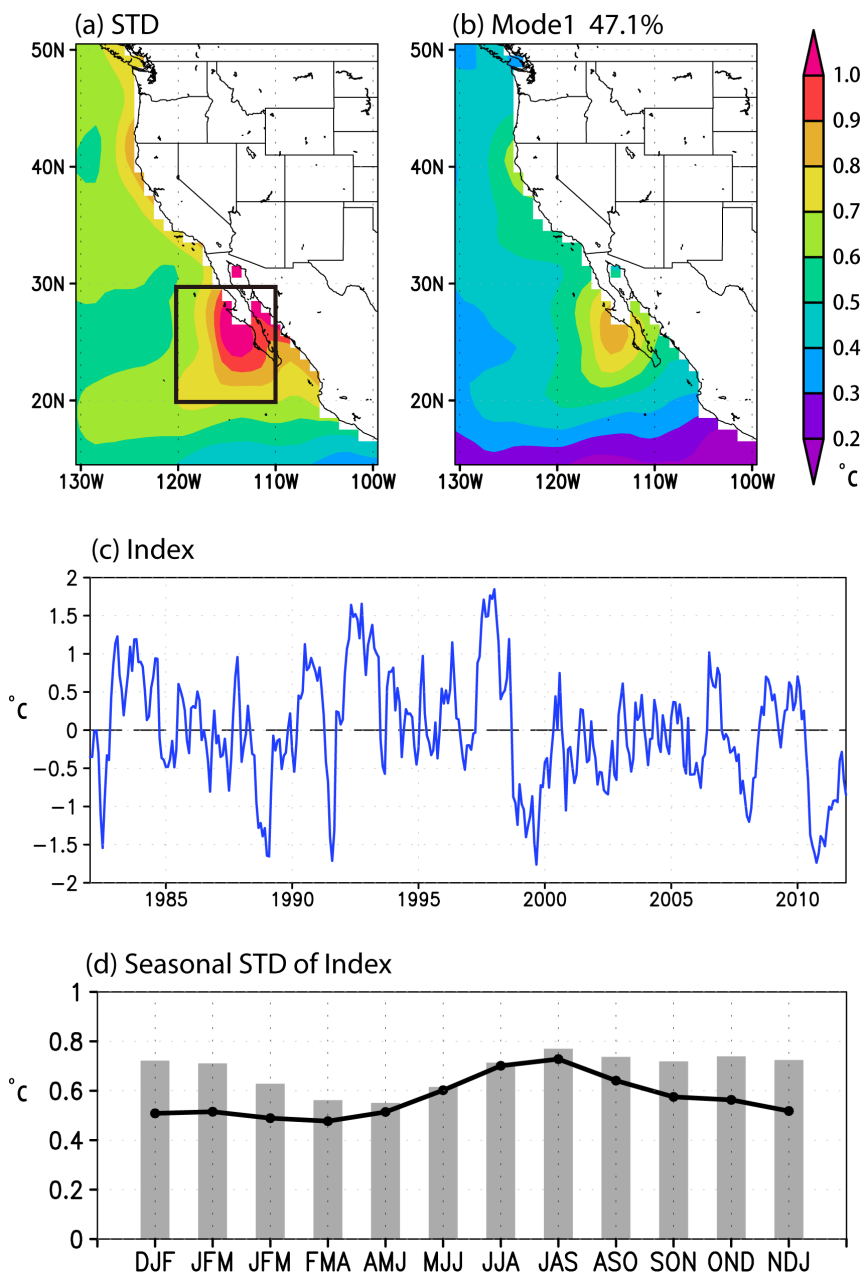 (a) STD
(b) Mode1 47.1%
50N
40N
30N
20N
130W 120W 110W 100W
50N
40N
30N
20N
130W 120W 110W 100W
1.0
0.9
0.8
0.7
0.6
0.5
0.4
0.3
0.2
°C
(c) Index
2
1.5
1
0.5
0
−0.5
−1
−1.5
−2
°C
1985 1990 1995 2000 2005 2010
(d) Seasonal STD of Index
1
0.8
0.6
0.4
0.2
0
°C
DJF JFM JFM FMA AMJ MJJ JJA JAS ASO SON OND NDJ